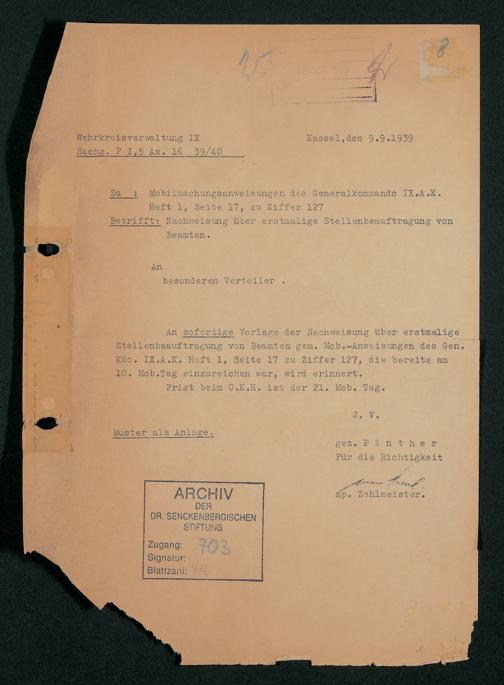 25
8
Wehrkreisverwaltung IX
Kassel,den 9.9.1939
Sachg. P I,5 Az. 16 39/40
Zu : Mobilmachungsanweisungen des Generalkommando IX.A.K.
Heft 1, Seite 17, zu Ziffer 127
Betrifft: Nachweisung über erstmalige Stellenbeauftragung von
Beamten.
An
besonderen Verteiler .
An sofortige Vorlage der Nachweisung über erstmalige
Stellenbeauftragung von Beamten gem. Mob.-Anweisungen des Gen.
Kdo. IX.A.K. Heft 1, Seite 17 zu Ziffer 127, die bereits am
10. Mob.Tag einzureichen war, wird erinnert.
Frist beim O.K.H. ist der 21. Mob. Tag.
J. V.
Muster als Anlage.
gez. P i n t h e r
Für die Richtigkeit
ap. Zahlmeister.
ARCHIV
DER
DR. SENCKENBERGISCHEN
STIFTUNG
Zugang: 703
Signatur:
Blattzahl: